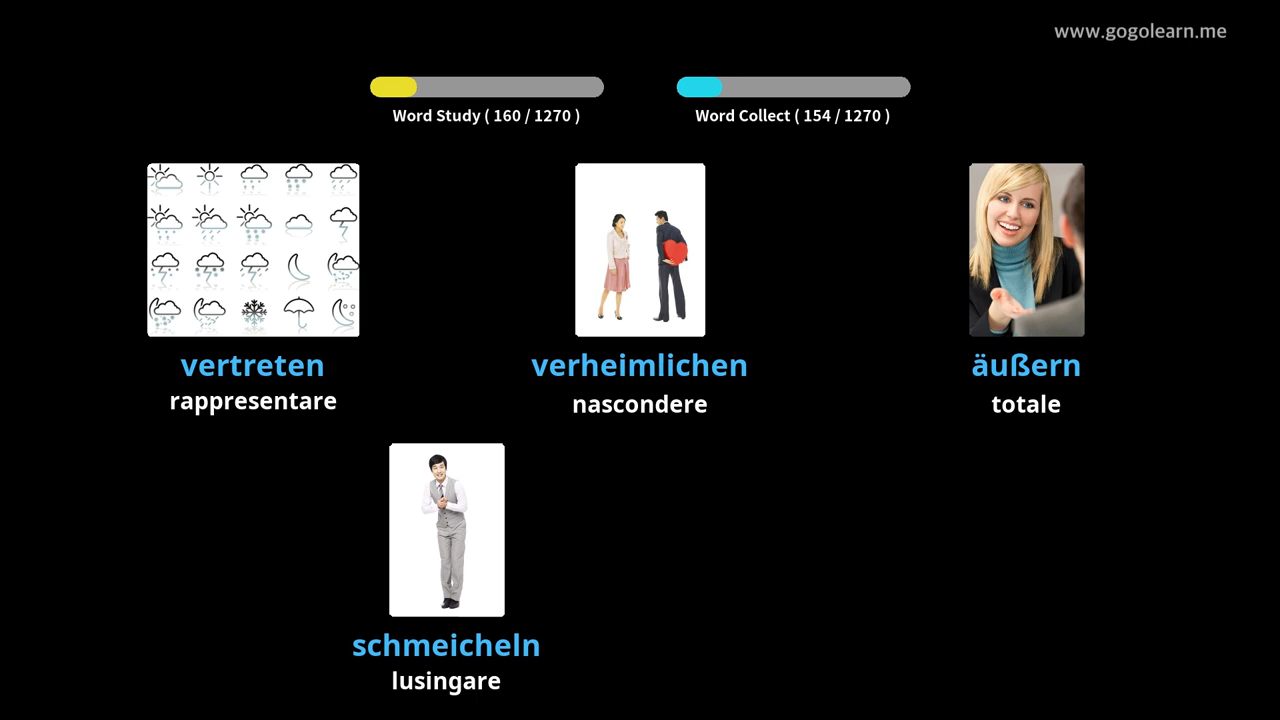 www.gogolearn.me
Word Study ( 160 / 1270 )
Word Collect ( 154 / 1270 )
vertreten
rappresentare
verheimlichen
nascondere
äußern
totale
schmeicheln
lusingare